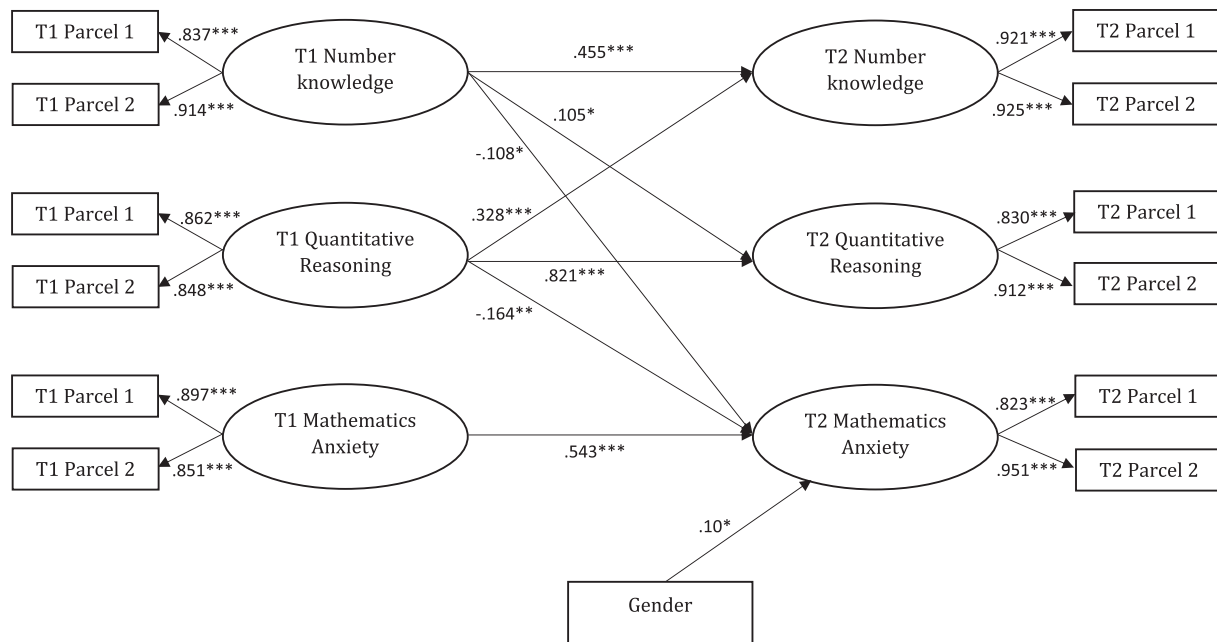 T1 Parcel 1
.837***
T1 Number
knowledge
.455***
T2 Number
knowledge
.921***
T2 Parcel 1
T1 Parcel 2
.914***
.105*
-.108*
.925***
T2 Parcel 2
T1 Parcel 1
.862***
T1 Quantitative
Reasoning
.328***
T2 Quantitative
Reasoning
.830***
T2 Parcel 1
T1 Parcel 2
.848***
.821***
-.164**
.912***
T2 Parcel 2
T1 Parcel 1
.897***
T1 Mathematics
Anxiety
T2 Mathematics
Anxiety
.823***
T2 Parcel 1
T1 Parcel 2
.851***
.543***
.951***
T2 Parcel 2
.10*
Gender